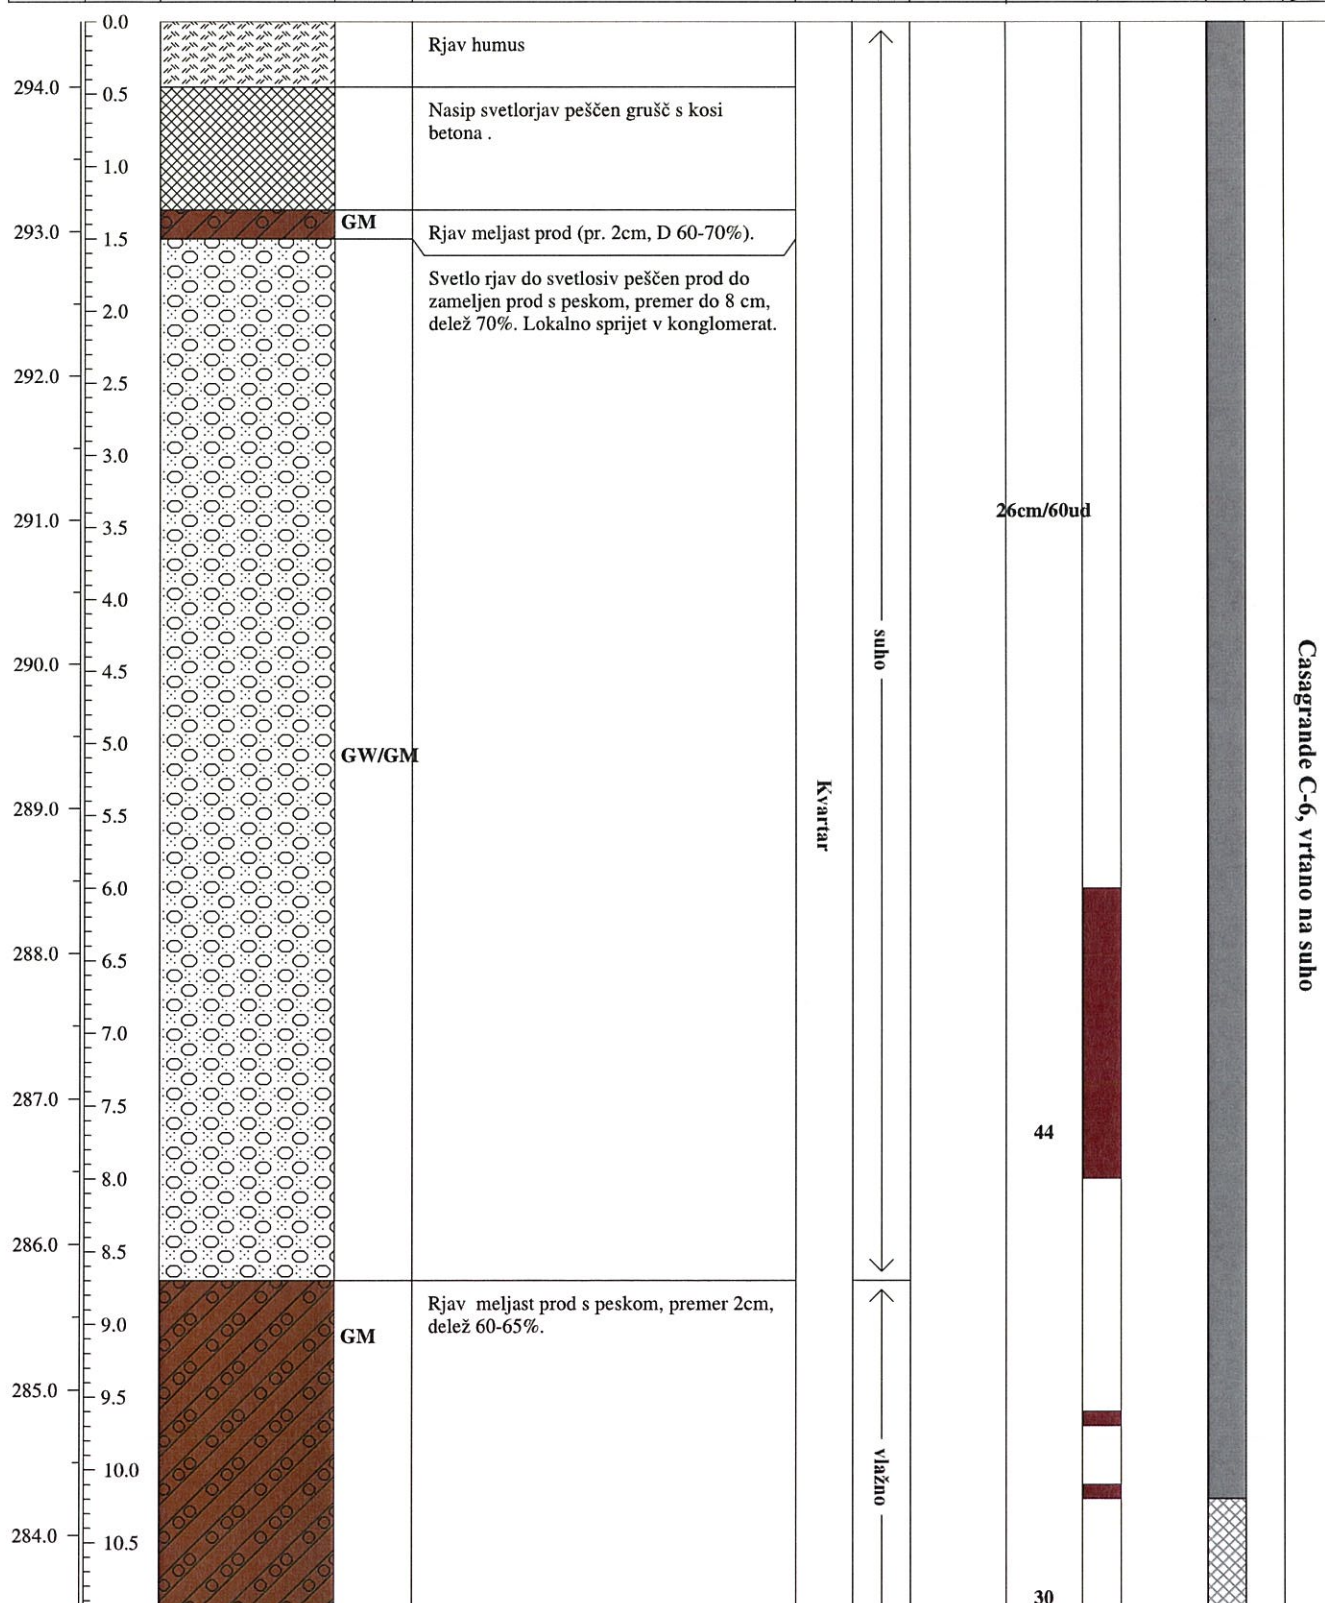 0.0
Rjav humus
294.0
0.5
Nasip svetlorjav peščen grušč s kosi
betona .
1.0
GM
293.0
Rjav meljast prod (pr. 2cm, D 60-70%).
1.5
Svetlo rjav do svetlosiv peščen prod do
zameljen prod s peskom, premer do 8 cm,
delež 70%. Lokalno sprijet v konglomerat.
2.0
292.0
2.5
3.0
291.0
26cm/60ud
3.5
4.0
suho
290.0
4.5
5.0
GW/GM
289.0
5.5
Kvartar
Casagrande C-6, vrtano na suho
6.0
288.0
6.5
7.0
287.0
7.5
44
8.0
286.0
8.5
Rjav meljast prod s peskom, premer 2cm,
delež 60-65%.
9.0
GM
285.0
9.5
vlažno
10.0
284.0
10.5
30